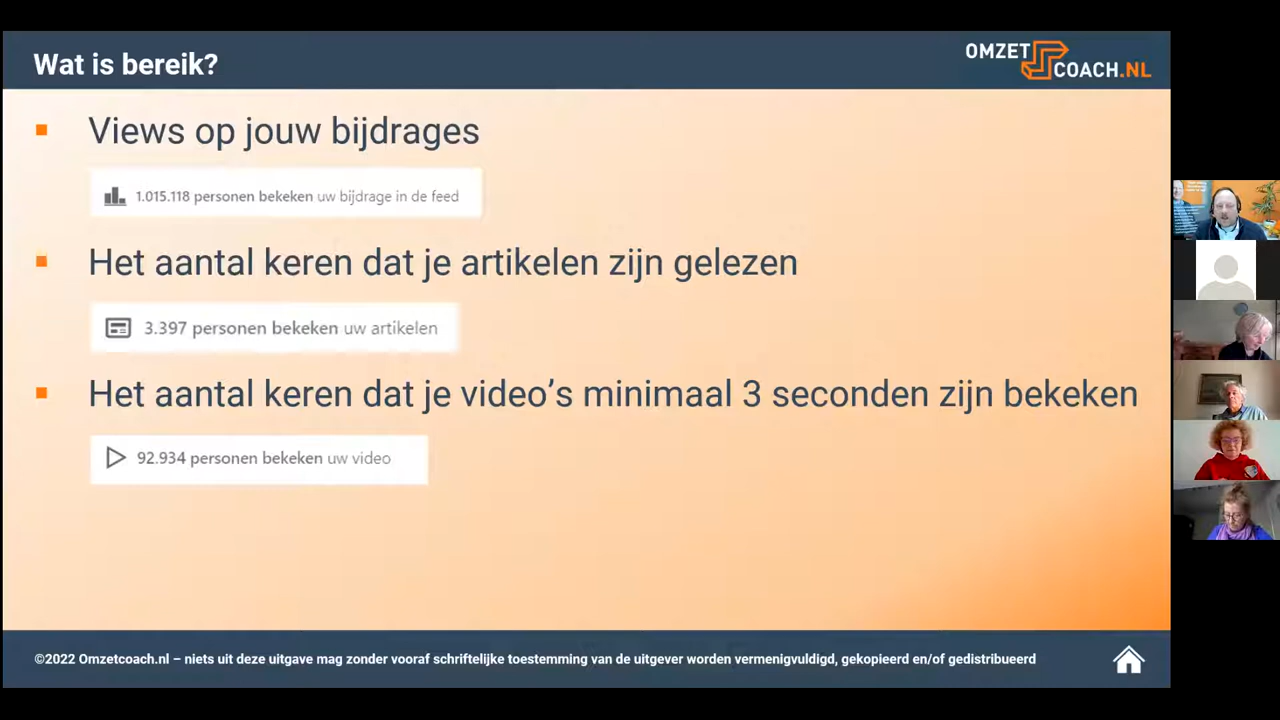 Wat is bereik?
OMZET
COACH.NL
Views op jouw bijdrages
1.015.118 personen bekeken uw bijdrage in de feed
Het aantal keren dat je artikelen zijn gelezen
3.397 personen bekeken uw artikelen
Het aantal keren dat je video’s minimaal 3 seconden zijn bekeken
92.934 personen bekeken uw video
©2022 Omzetcoach.nl – niets uit deze uitgave mag zonder vooraf schriftelijke toestemming van de uitgever worden vermenigvuldigd, gekopieerd en/of gedistribueerd